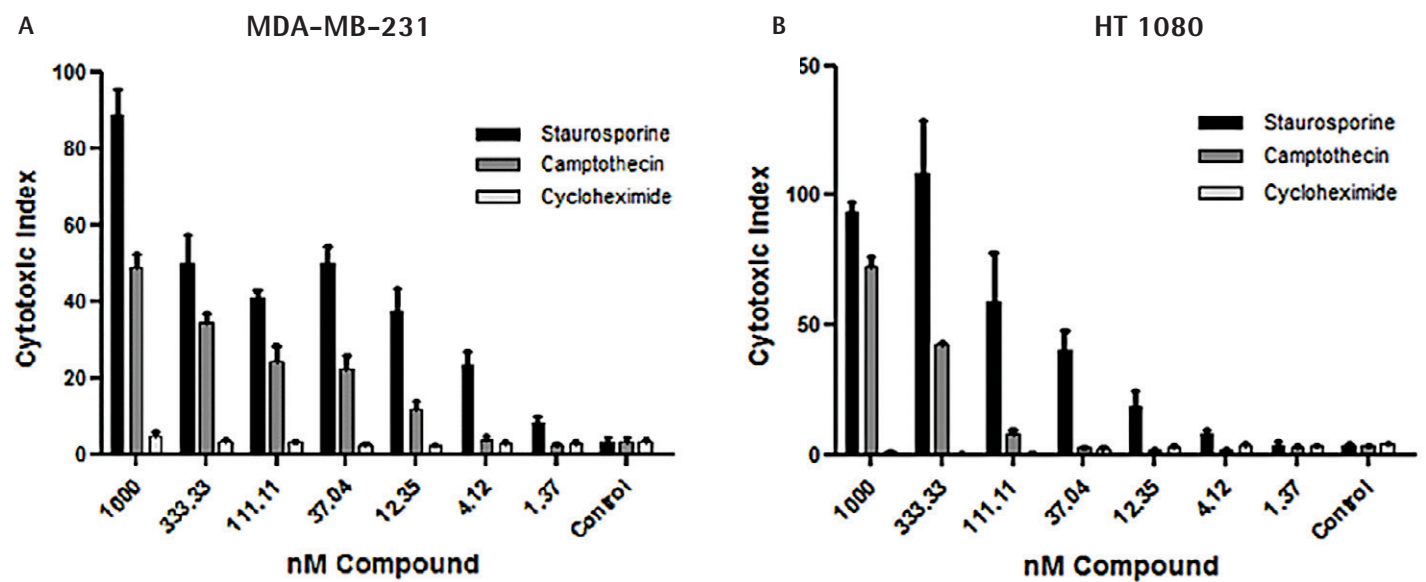 A
MDA-MB-231
100
80
60
40
20
0
Cytotoxic Index
Staurosporine
Camptothecin
Cycloheximide
1000
333.33
111.11
37.04
12.35
4.12
1.37
Control
nM Compound
B
HT 1080
50
100
50
0
Cytotoxic Index
Staurosporine
Camptothecin
Cycloheximide
1000
333.33
111.11
37.04
12.35
4.12
1.37
Control
nM Compound